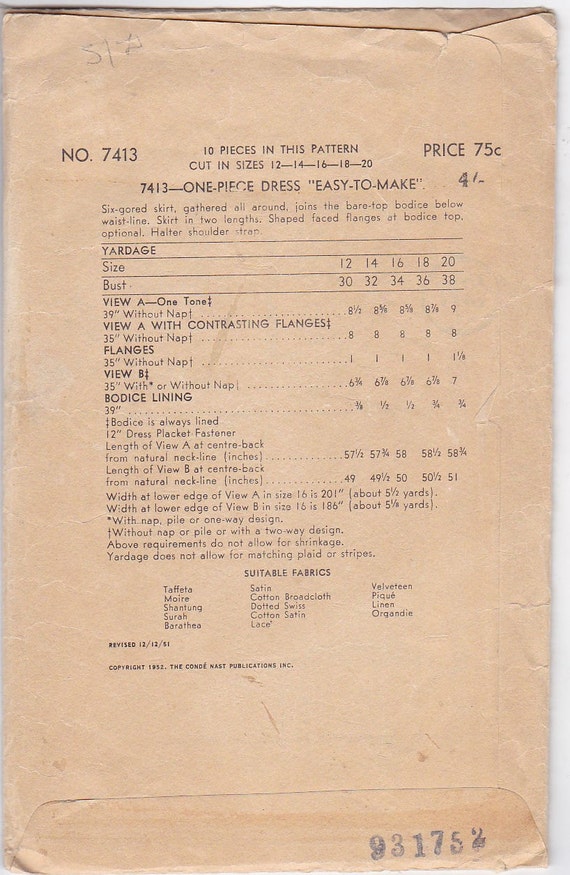 NO. 7413
10 PIECES IN THIS PATTERN
CUT IN SIZES 12—14—16—18—20
PRICE 75c
7413—ONE-PIECE DRESS "EASY-TO-MAKE"
4/-
Six-gored skirt, gathered all around, joins the bare-top bodice below
waist-line. Skirt in two lengths. Shaped faced flanges at bodice top,
optional. Halter shoulder strap.
YARDAGE
Size 12 14 16 18 20
Bust 30 32 34 36 38
VIEW A—One Tone‡
39" Without Nap† 8½ 8⅝ 8⅝ 8⅞ 9
VIEW A WITH CONTRASTING FLANGES‡
35" Without Nap† 8 8 8 8 8
FLANGES
35" Without Nap† 1 1 1 1 1⅛
VIEW B‡
35" With* or Without Nap† 6¾ 6⅞ 6⅞ 6⅞ 7
BODICE LINING
39" ⅜ ½ ½ ¾ ¾
‡Bodice is always lined
12" Dress Placket Fastener
Length of View A at centre-back
from natural neck-line (inches) 57½ 57¾ 58 58½ 58¾
Length of View B at centre-back
from natural neck-line (inches) 49 49½ 50 50½ 51
Width at lower edge of View A in size 16 is 201" (about 5½ yards).
Width at lower edge of View B in size 16 is 186" (about 5⅛ yards).
*With nap, pile or one-way design.
†Without nap or pile or with a two-way design.
Above requirements do not allow for shrinkage.
Yardage does not allow for matching plaid or stripes.
SUITABLE FABRICS
Taffeta Satin Velveteen
Moire Cotton Broadcloth Piqué
Shantung Dotted Swiss Linen
Surah Cotton Satin Organdie
Barathea Lace
REVISED 12/12/51
COPYRIGHT 1952. THE CONDÉ NAST PUBLICATIONS INC.
931752